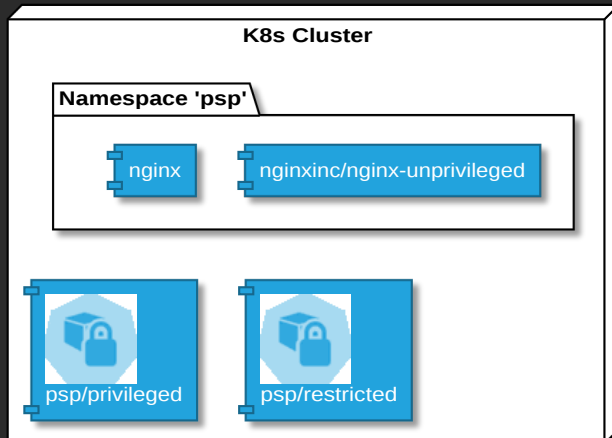 K8s Cluster
Namespace 'psp'
nginx
nginxinc/nginx-unprivileged
psp/privileged
psp/restricted